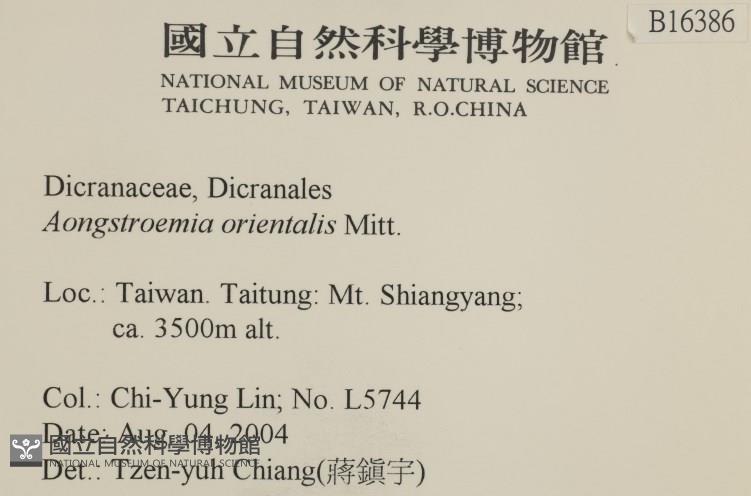 B16386
國立自然科學博物館
NATIONAL MUSEUM OF NATURAL SCIENCE
TAICHUNG, TAIWAN, R.O.CHINA
Dicranaceae, Dicranales
Aongstroemia orientalis Mitt.
Loc.: Taiwan. Taitung: Mt. Shiangyang;
ca. 3500m alt.
Col.: Chi-Yung Lin; No. L5744
Date: Aug. 04, 2004
國立自然科學博物館
NATIONAL MUSEUM OF NATURAL SCIENCE
Det.: Tzen-yuh Chiang(蔣鎮宇)